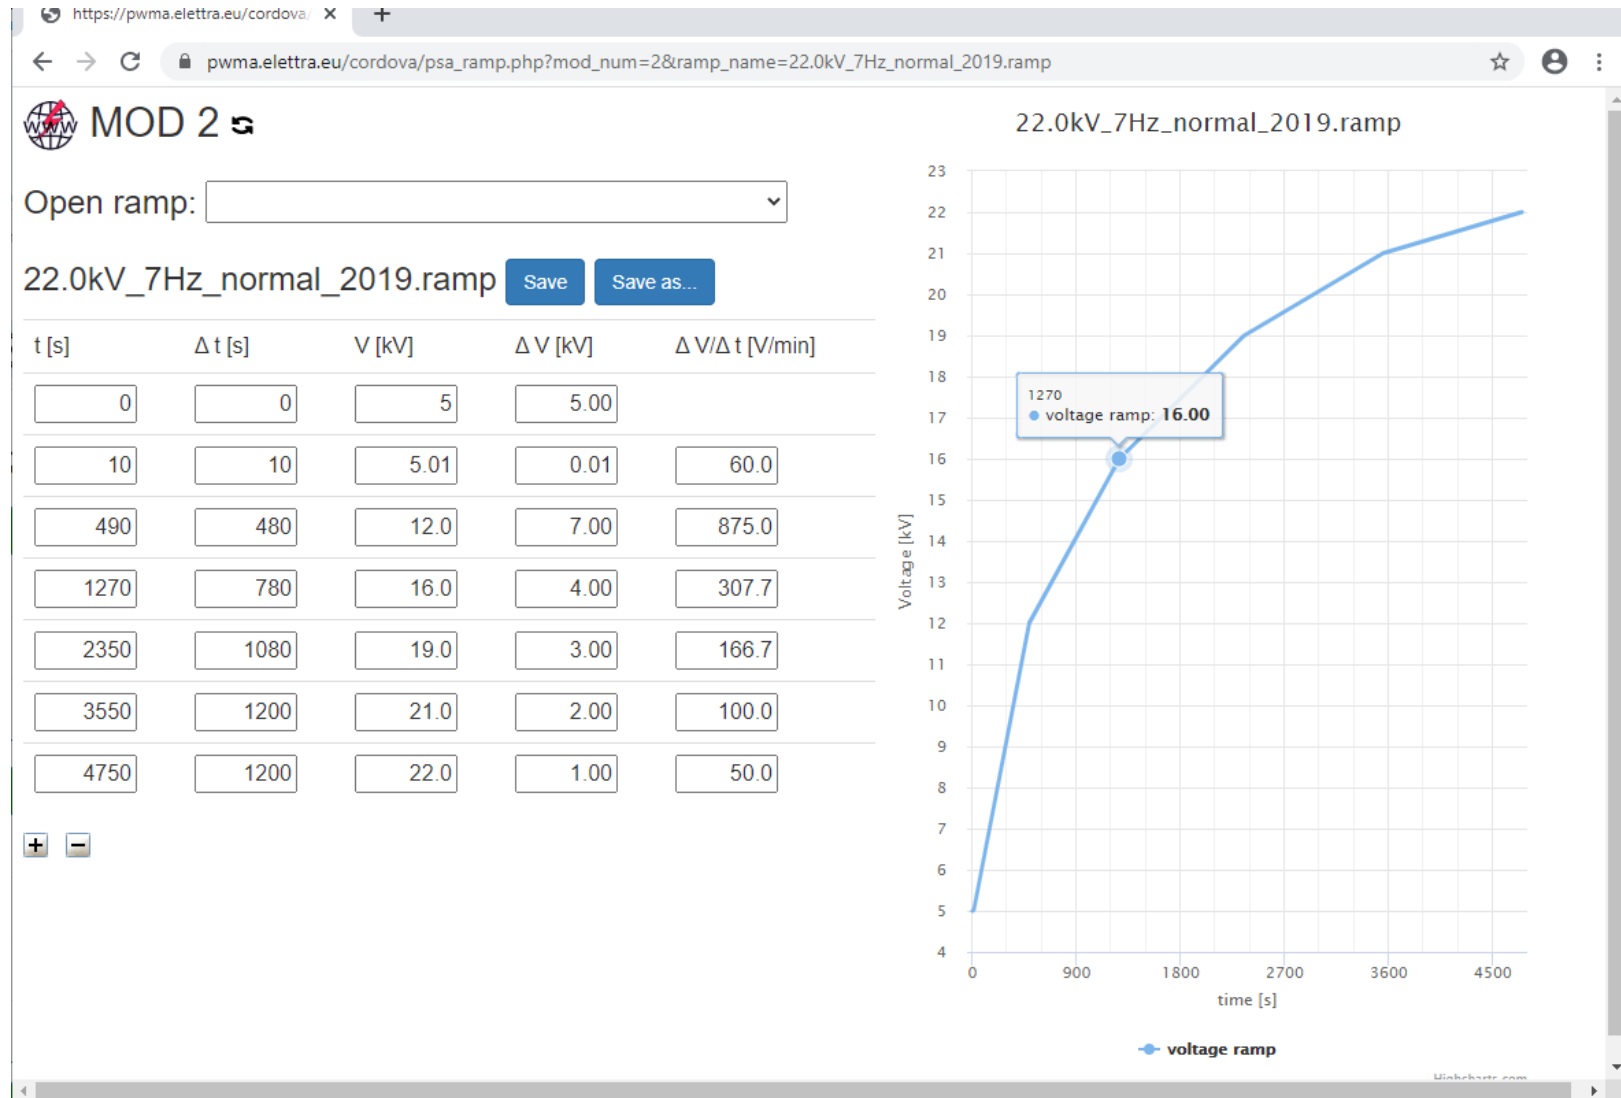 https://pwma.elettra.eu/cordova/
pwma.elettra.eu/cordova/psa_ramp.php?mod_num=2&ramp_name=22.0kV_7Hz_normal_2019.ramp
www MOD 2
Open ramp:
22.0kV_7Hz_normal_2019.ramp Save Save as...
t [s] Δ t [s] V [kV] Δ V [kV] Δ V/Δ t [V/min]
0 0 5 5.00
10 10 5.01 0.01 60.0
490 480 12.0 7.00 875.0
1270 780 16.0 4.00 307.7
2350 1080 19.0 3.00 166.7
3550 1200 21.0 2.00 100.0
4750 1200 22.0 1.00 50.0
22.0kV_7Hz_normal_2019.ramp
23
22
21
20
19
18
17
16
15
14
13
12
11
10
9
8
7
6
5
4
Voltage [kV]
1270
voltage ramp: 16.00
0 900 1800 2700 3600 4500
time [s]
voltage ramp
Highcharts.com